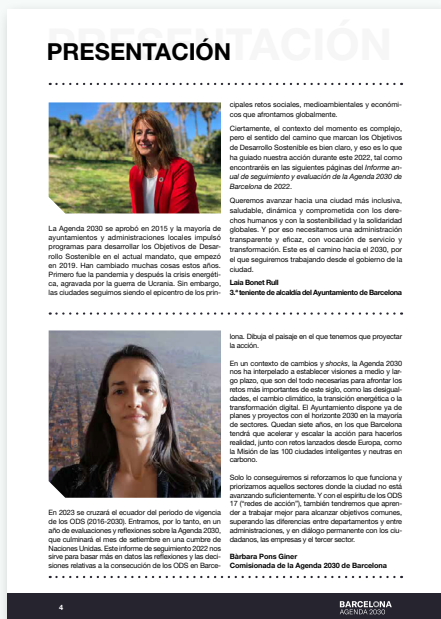 PRESENTACIÓN
La Agenda 2030 se aprobó en 2015 y la mayoría de
ayuntamientos y administraciones locales impulsó
programas para desarrollar los Objetivos de Desar-
rollo Sostenible en el actual mandato, que empezó
en 2019. Han cambiado muchas cosas estos años.
Primero fue la pandemia y después la crisis energéti-
ca, agravada por la guerra de Ucrania. Sin embargo,
las ciudades seguimos siendo el epicentro de los prin-
cipales retos sociales, medioambientales y económi-
cos que afrontamos globalmente.
Ciertamente, el contexto del momento es complejo,
pero el sentido del camino que marcan los Objetivos
de Desarrollo Sostenible es bien claro, y eso es lo que
ha guiado nuestra acción durante este 2022, tal como
encontraréis en las siguientes páginas del Informe an-
ual de seguimiento y evaluación de la Agenda 2030 de
Barcelona de 2022.
Queremos avanzar hacia una ciudad más inclusiva,
saludable, dinámica y comprometida con los dere-
chos humanos y con la sostenibilidad y la solidaridad
globales. Y por eso necesitamos una administración
transparente y eficaz, con vocación de servicio y
transformación. Este es el camino hacia el 2030, por
el que seguiremos trabajando desde el gobierno de la
ciudad.
Laia Bonet Rull
3.ª teniente de alcaldía del Ayuntamiento de Barcelona
En 2023 se cruzará el ecuador del periodo de vigencia
de los ODS (2016-2030). Entramos, por lo tanto, en un
año de evaluaciones y reflexiones sobre la Agenda 2030,
que culminará el mes de setiembre en una cumbre de
Naciones Unidas. Este informe de seguimiento 2022 nos
sirve para basar más en datos las reflexiones y las deci-
siones relativas a la consecución de los ODS en Barce-
lona. Dibuja el paisaje en el que tenemos que proyectar
la acción.
En un contexto de cambios y shocks, la Agenda 2030
nos ha interpelado a establecer visiones a medio y lar-
go plazo, que son del todo necesarias para afrontar los
retos más importantes de este siglo, como las desigual-
dades, el cambio climático, la transición energética o la
transformación digital. El Ayuntamiento dispone ya de
planes y proyectos con el horizonte 2030 en la mayoría
de sectores. Quedan siete años, en los que Barcelona
tendrá que acelerar y escalar la acción para hacerlos
realidad, junto con retos lanzados desde Europa, como
la Misión de las 100 ciudades inteligentes y neutras en
carbono.
Solo lo conseguiremos si reforzamos lo que funciona y
priorizamos aquellos sectores donde la ciudad no está
avanzando suficientemente. Y con el espíritu de los ODS
17 ("redes de acción"), también tendremos que apren-
der a trabajar mejor para alcanzar objetivos comunes,
superando las diferencias entre departamentos y entre
administraciones, y en diálogo permanente con los ciu-
dadanos, las empresas y el tercer sector.
Bàrbara Pons Giner
Comisionada de la Agenda 2030 de Barcelona
4
BARCELONA
AGENDA 2030